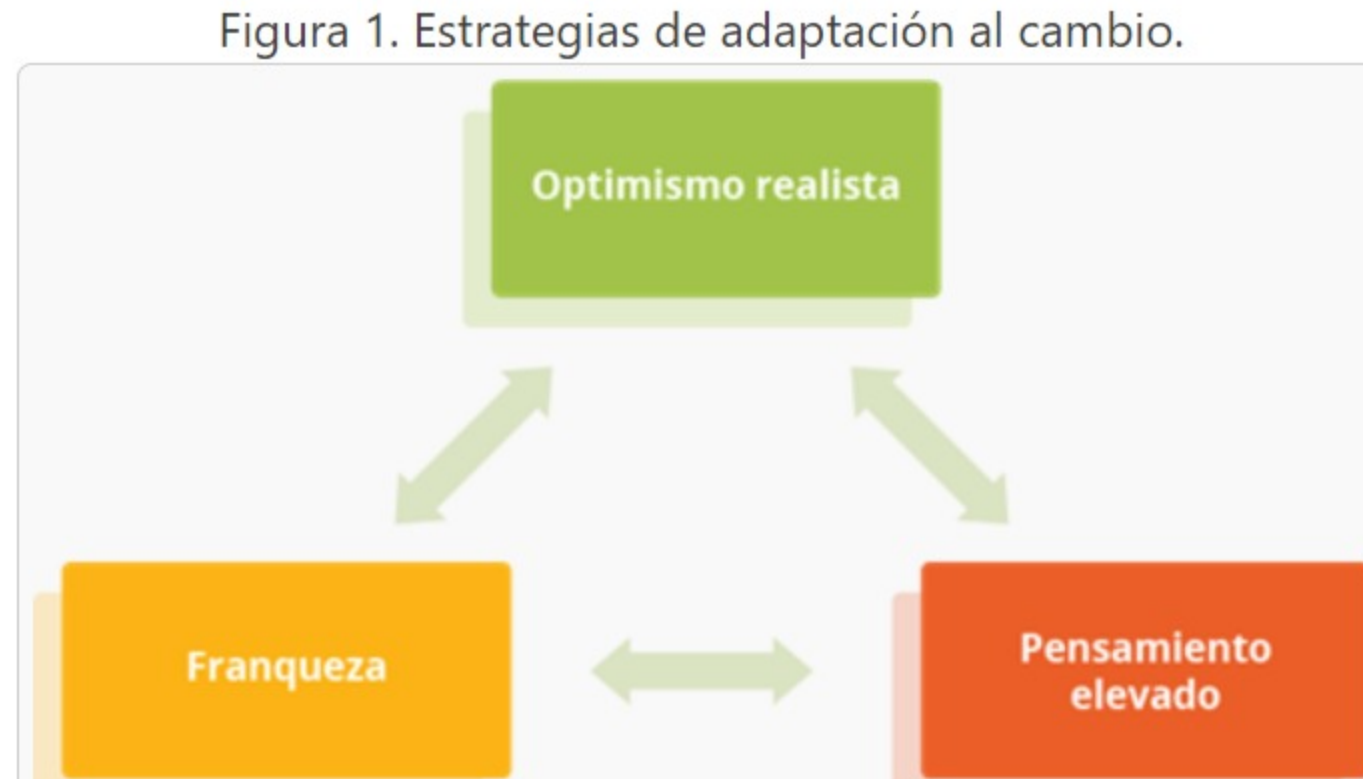 Figura 1. Estrategias de adaptación al cambio.
Optimismo realista
Franqueza
Pensamiento
elevado